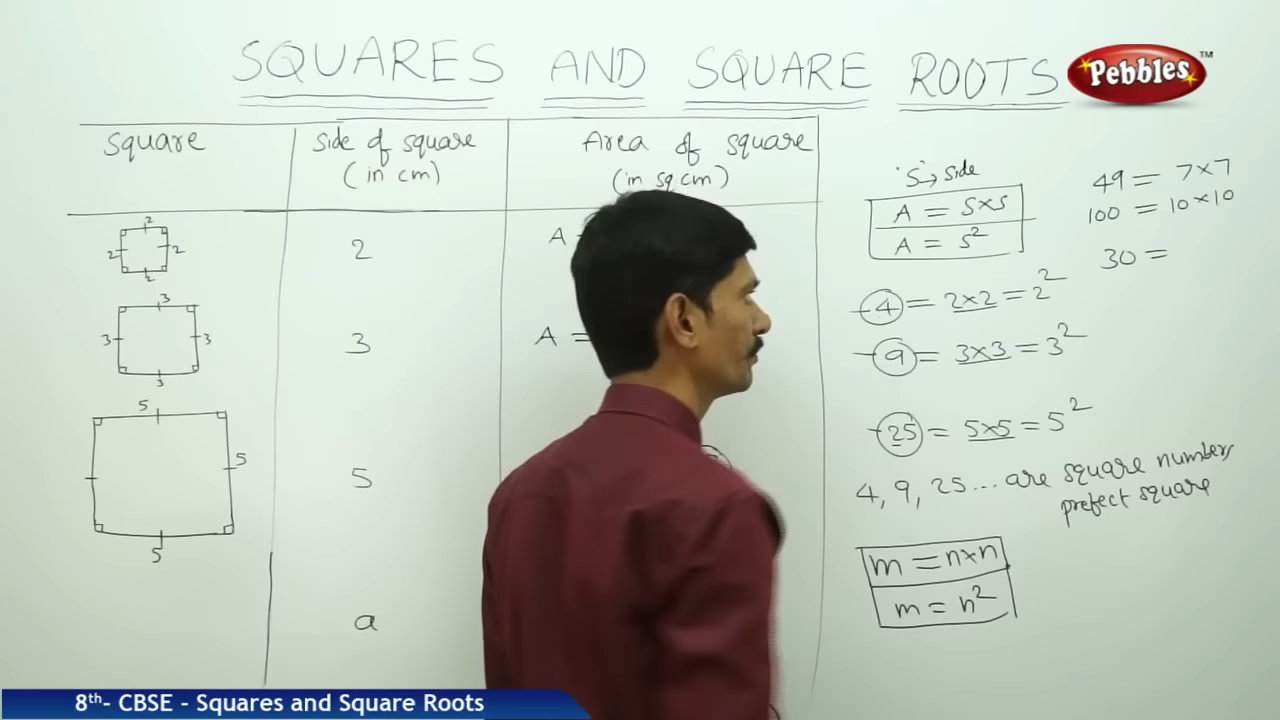 SQUARES AND SQUARE ROOTS
Pebbles™
Square
Side of square
(in cm)
Area of square
(in sq cm)
2
2
2
2
2
A
3
3
3
3
3
A =
5
5
5
5
a
'S' → side
A = S×S
A = S²
4 = 2×2 = 2²
9 = 3×3 = 3²
25 = 5×5 = 5²
4, 9, 25 ... are square numbers
prefect square
m = n×n
m = n²
49 = 7×7
100 = 10×10
30 =
8th- CBSE - Squares and Square Roots